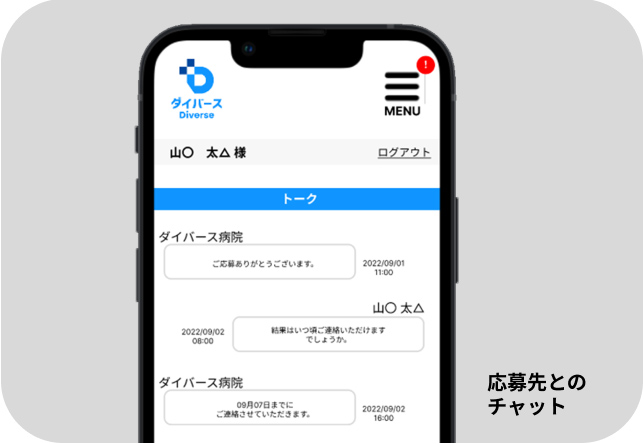 ダイバース
Diverse
!
MENU
山〇 太△ 様
ログアウト
トーク
ダイバース病院
ご応募ありがとうございます。
2022/09/01
11:00
山〇 太△
2022/09/02
08:00
結果はいつ頃ご連絡いただけます
でしょうか。
ダイバース病院
09月07日までに
ご連絡させていただきます。
2022/09/02
16:00
応募先との
チャット